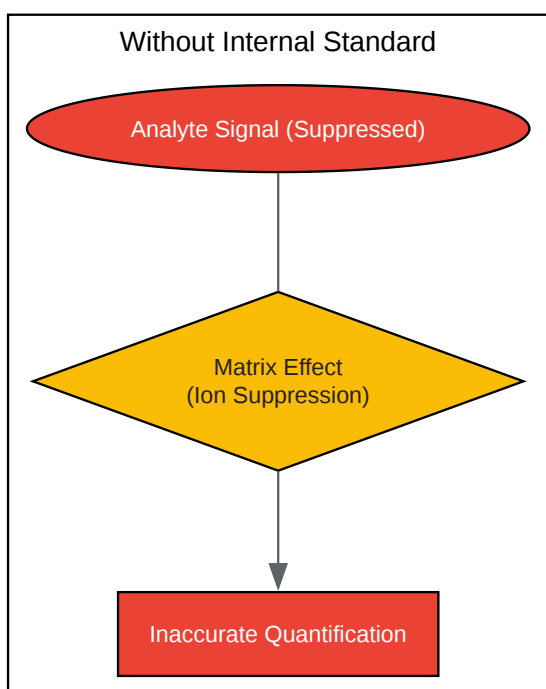 Without Internal Standard
Analyte Signal (Suppressed)
Matrix Effect
(Ion Suppression)
Inaccurate Quantification